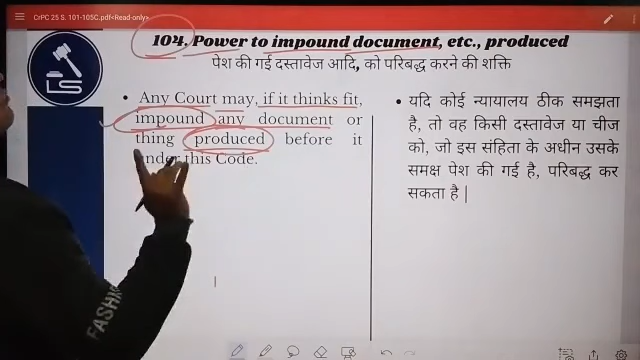 CrPC 25 S. 101-105C.pdf<Read-only>
104. Power to impound document, etc., produced
पेश की गई दस्तावेज आदि, को परिबद्ध करने की शक्ति
LS
• Any Court may, if it thinks fit,
impound any document or
thing produced before it
under this Code.
• यदि कोई न्यायालय ठीक समझता
है, तो वह किसी दस्तावेज या चीज
को, जो इस संहिता के अधीन उसके
समक्ष पेश की गई है, परिबद्ध कर
सकता है |
FASHION